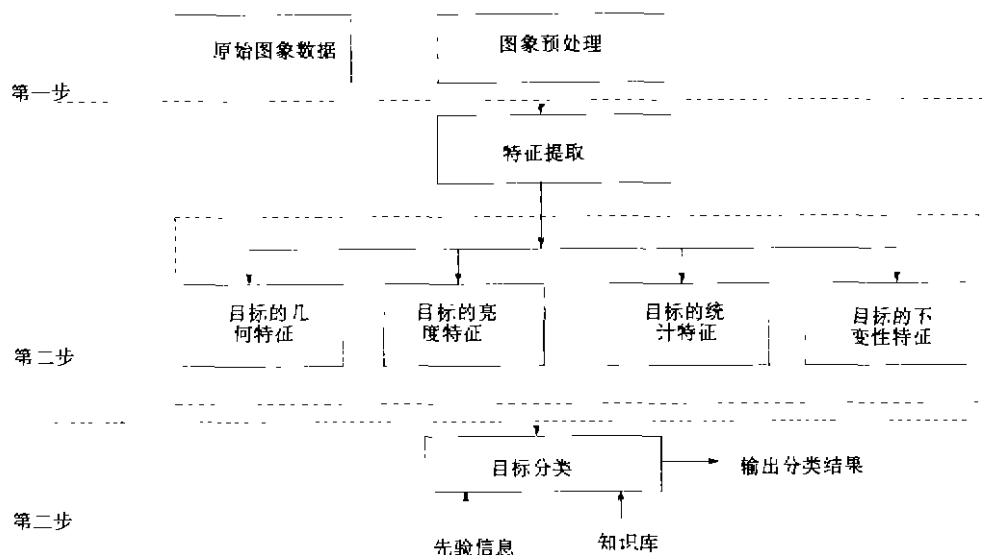 原始图象数据
图象预处理
第一步
特征提取
目标的几
何特征
目标的亮
度特征
目标的统
计特征
目标的不
变性特征
第二步
目标分类
输出分类结果
第二步
先验信息
知识库